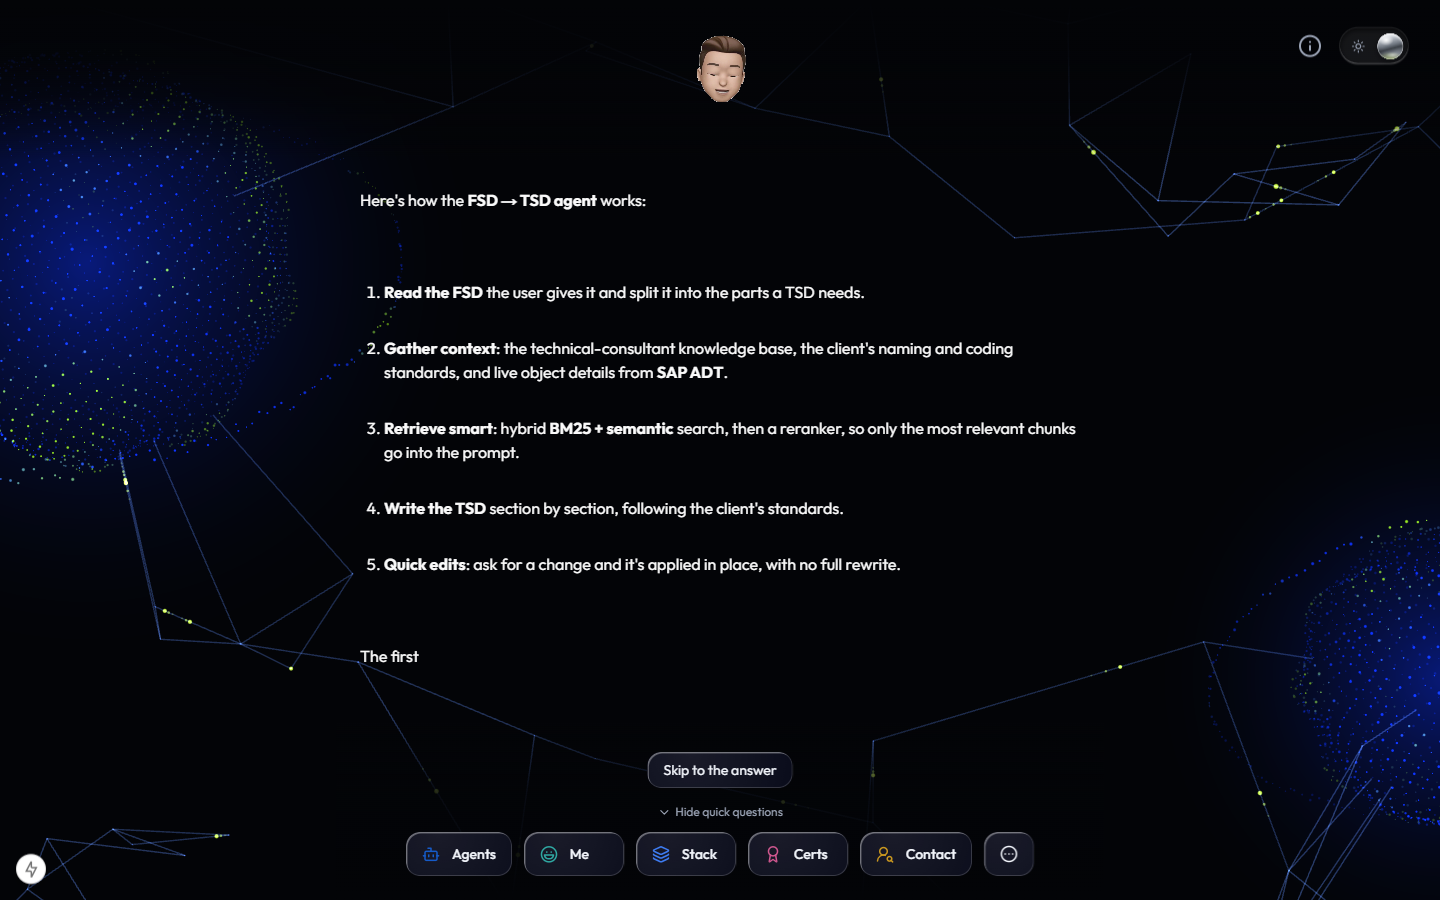 Here's how the FSD → TSD agent works:
1. Read the FSD the user gives it and split it into the parts a TSD needs.
2. Gather context: the technical-consultant knowledge base, the client's naming and coding
standards, and live object details from SAP ADT.
3. Retrieve smart: hybrid BM25 + semantic search, then a reranker, so only the most relevant chunks
go into the prompt.
4. Write the TSD section by section, following the client's standards.
5. Quick edits: ask for a change and it's applied in place, with no full rewrite.
The first
Skip to the answer
Hide quick questions
Agents
Me
Stack
Certs
Contact